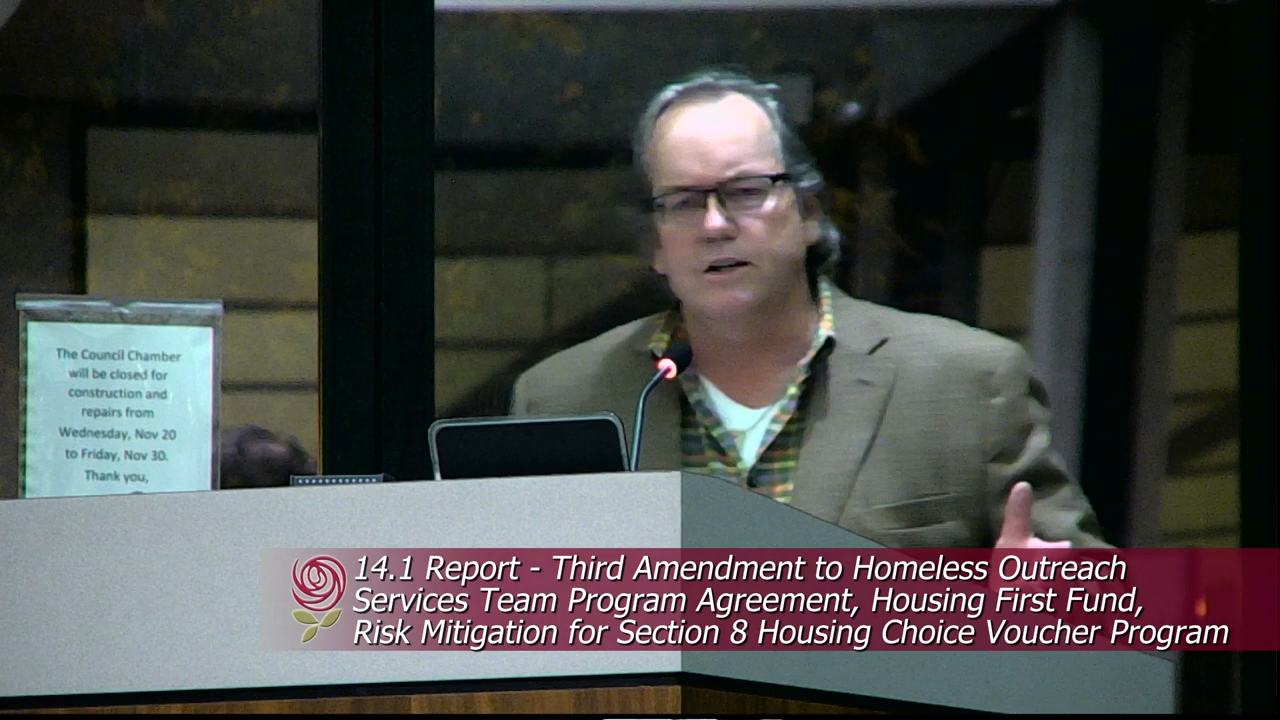 The Council Chamber
will be closed for
construction and
repairs from
Wednesday, Nov 20
to Friday, Nov 30.
Thank you,
14.1 Report - Third Amendment to Homeless Outreach
Services Team Program Agreement, Housing First Fund,
Risk Mitigation for Section 8 Housing Choice Voucher Program